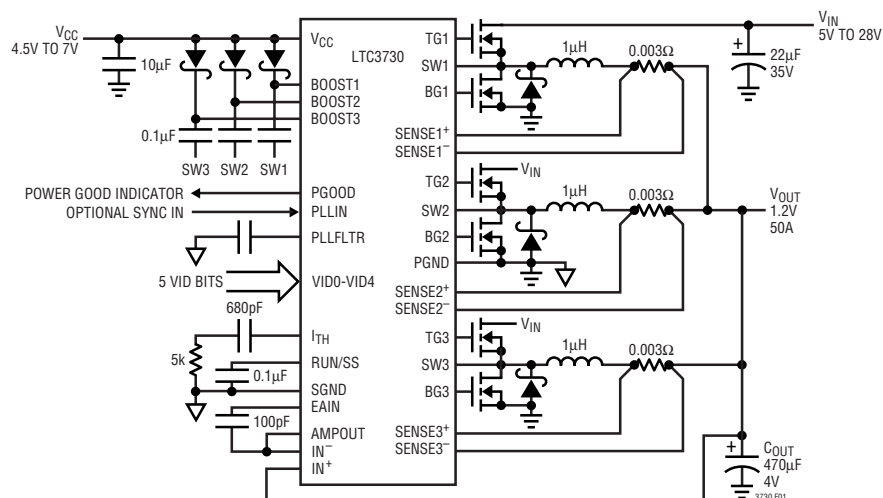 VCC
4.5V TO 7V
10µF
VCC
LTC3730
TG1
VIN
5V TO 28V
22µF
35V
+
SW1
1µH
0.003Ω
BG1
BOOST1
BOOST2
BOOST3
0.1µF
SW3 SW2 SW1
SENSE1+
SENSE1–
POWER GOOD INDICATOR
PGOOD
OPTIONAL SYNC IN
PLLIN
PLLFLTR
TG2
VIN
SW2
1µH
0.003Ω
BG2
PGND
VOUT
1.2V
50A
5 VID BITS
VID0-VID4
SENSE2+
SENSE2–
680pF
ITH
5k
RUN/SS
0.1µF
SGND
EAIN
100pF
AMPOUT
IN–
IN+
TG3
VIN
SW3
1µH
0.003Ω
BG3
SENSE3+
SENSE3–
+
COUT
470µF
4V
3730 F01